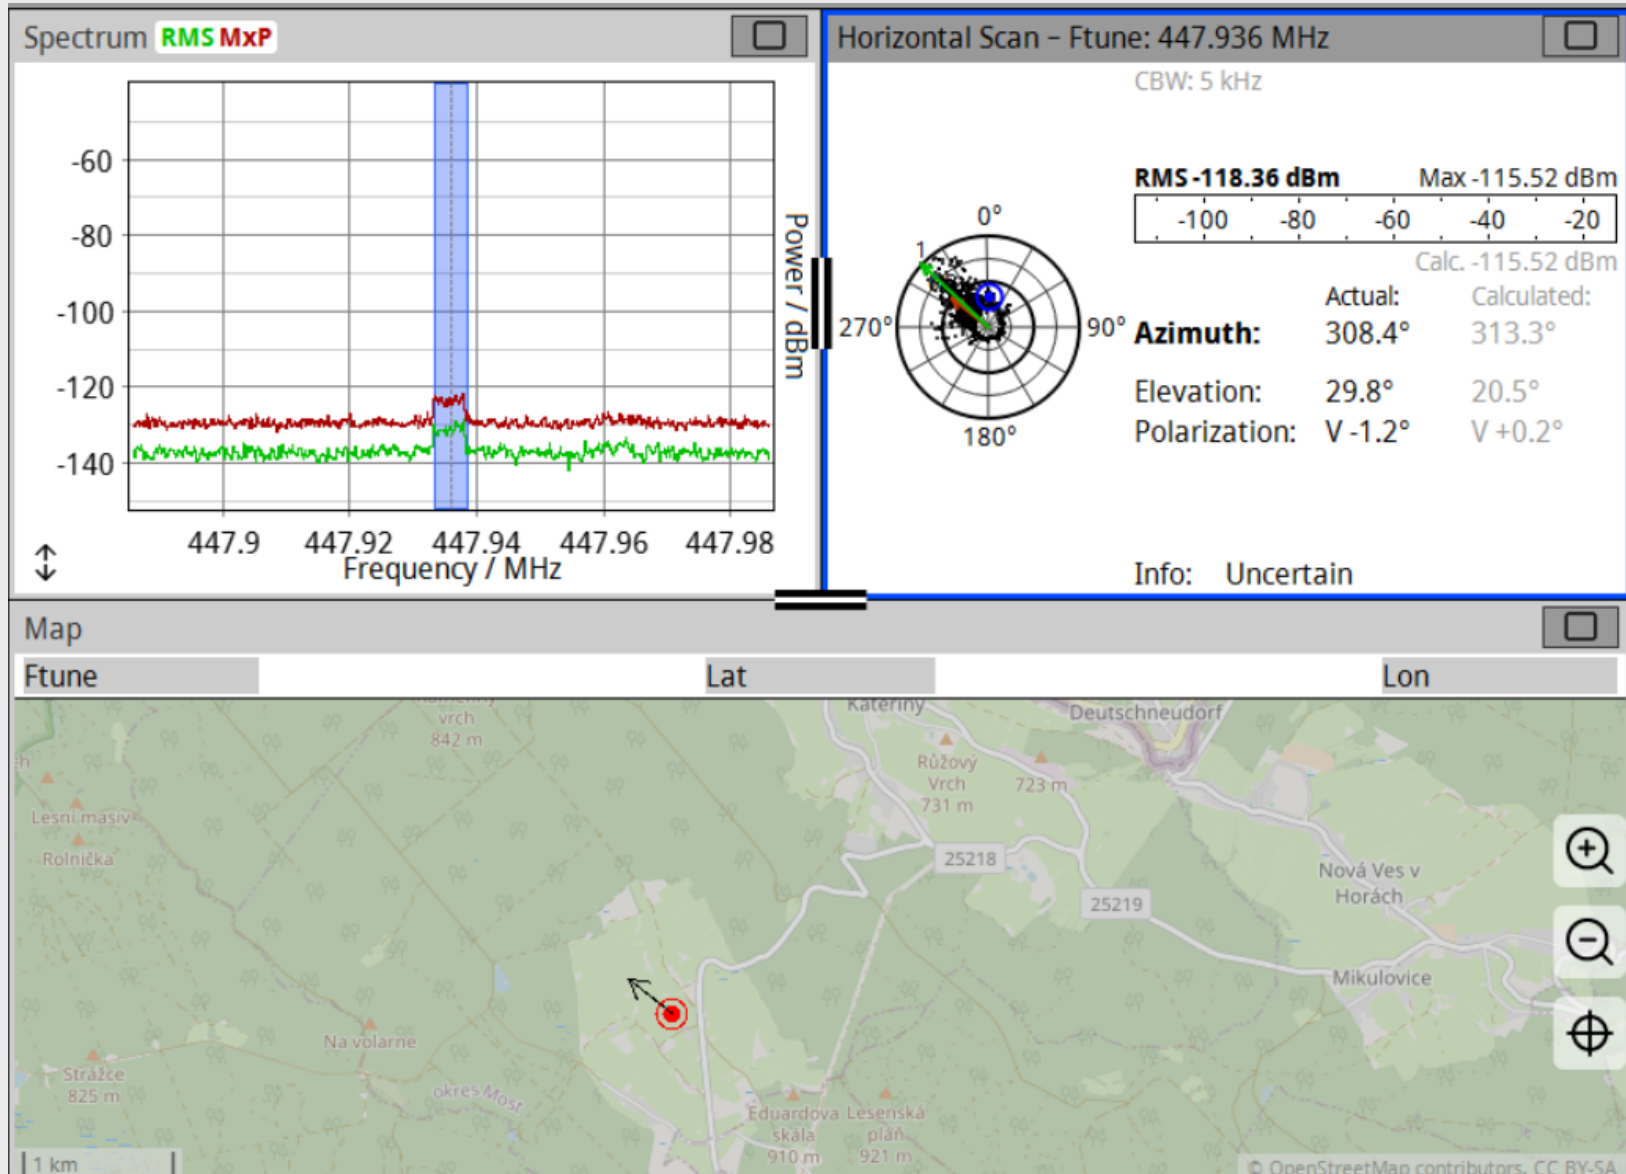 Spectrum RMS MxP
-60
-80
-100
-120
-140
Power / dBm
447.9 447.92 447.94 447.96 447.98
Frequency / MHz
Horizontal Scan – Ftune: 447.936 MHz
CBW: 5 kHz
RMS -118.36 dBm Max -115.52 dBm
-100 -80 -60 -40 -20
Calc. -115.52 dBm
0°
1
270° 90°
180°
Actual: Calculated:
Azimuth: 308.4° 313.3°
Elevation: 29.8° 20.5°
Polarization: V -1.2° V +0.2°
Info: Uncertain
Map
Ftune Lat Lon
vrch
842 m
Kateřiny
Deutschneudorf
Růžový
Vrch
731 m
723 m
Lesní masiv
Rolnička
25218
Nová Ves v
Horách
25219
Mikulovice
Na volárně
Strážce
825 m
okres Most
Eduardova
skála
910 m
Lesenská
pláň
921 m
1 km
© OpenStreetMap contributors, CC BY-SA